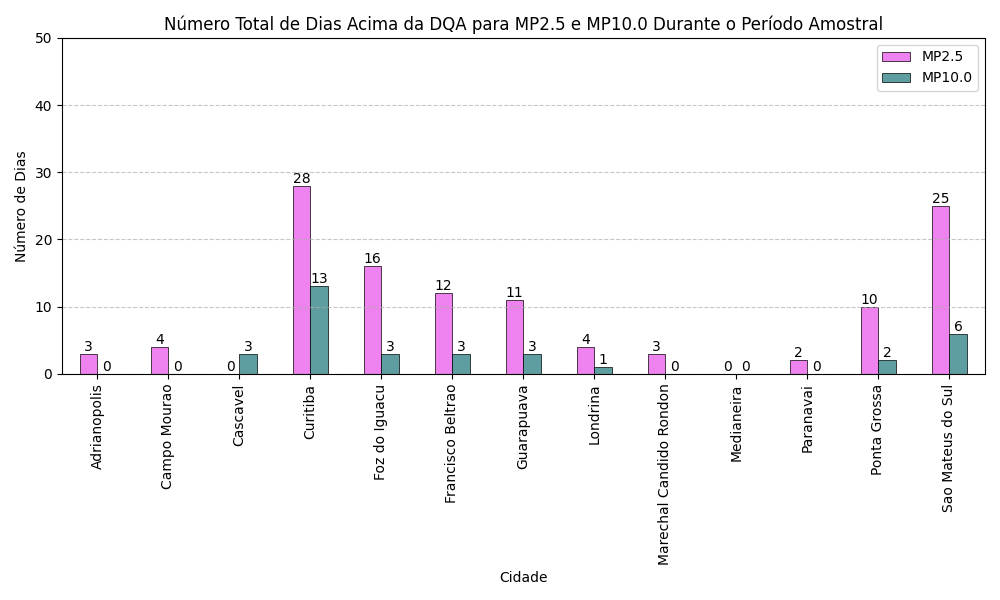 Número Total de Dias Acima da DQA para MP2.5 e MP10.0 Durante o Período Amostral
MP2.5
MP10.0
Número de Dias
50
40
30
20
10
0
3 0
4 0
0 3
28 13
16 3
12 3
11 3
4 1
3 0
0 0
2 0
10 2
25 6
Adrianopolis
Campo Mourao
Cascavel
Curitiba
Foz do Iguacu
Francisco Beltrao
Guarapuava
Londrina
Marechal Candido Rondon
Medianeira
Paranavai
Ponta Grossa
Sao Mateus do Sul
Cidade